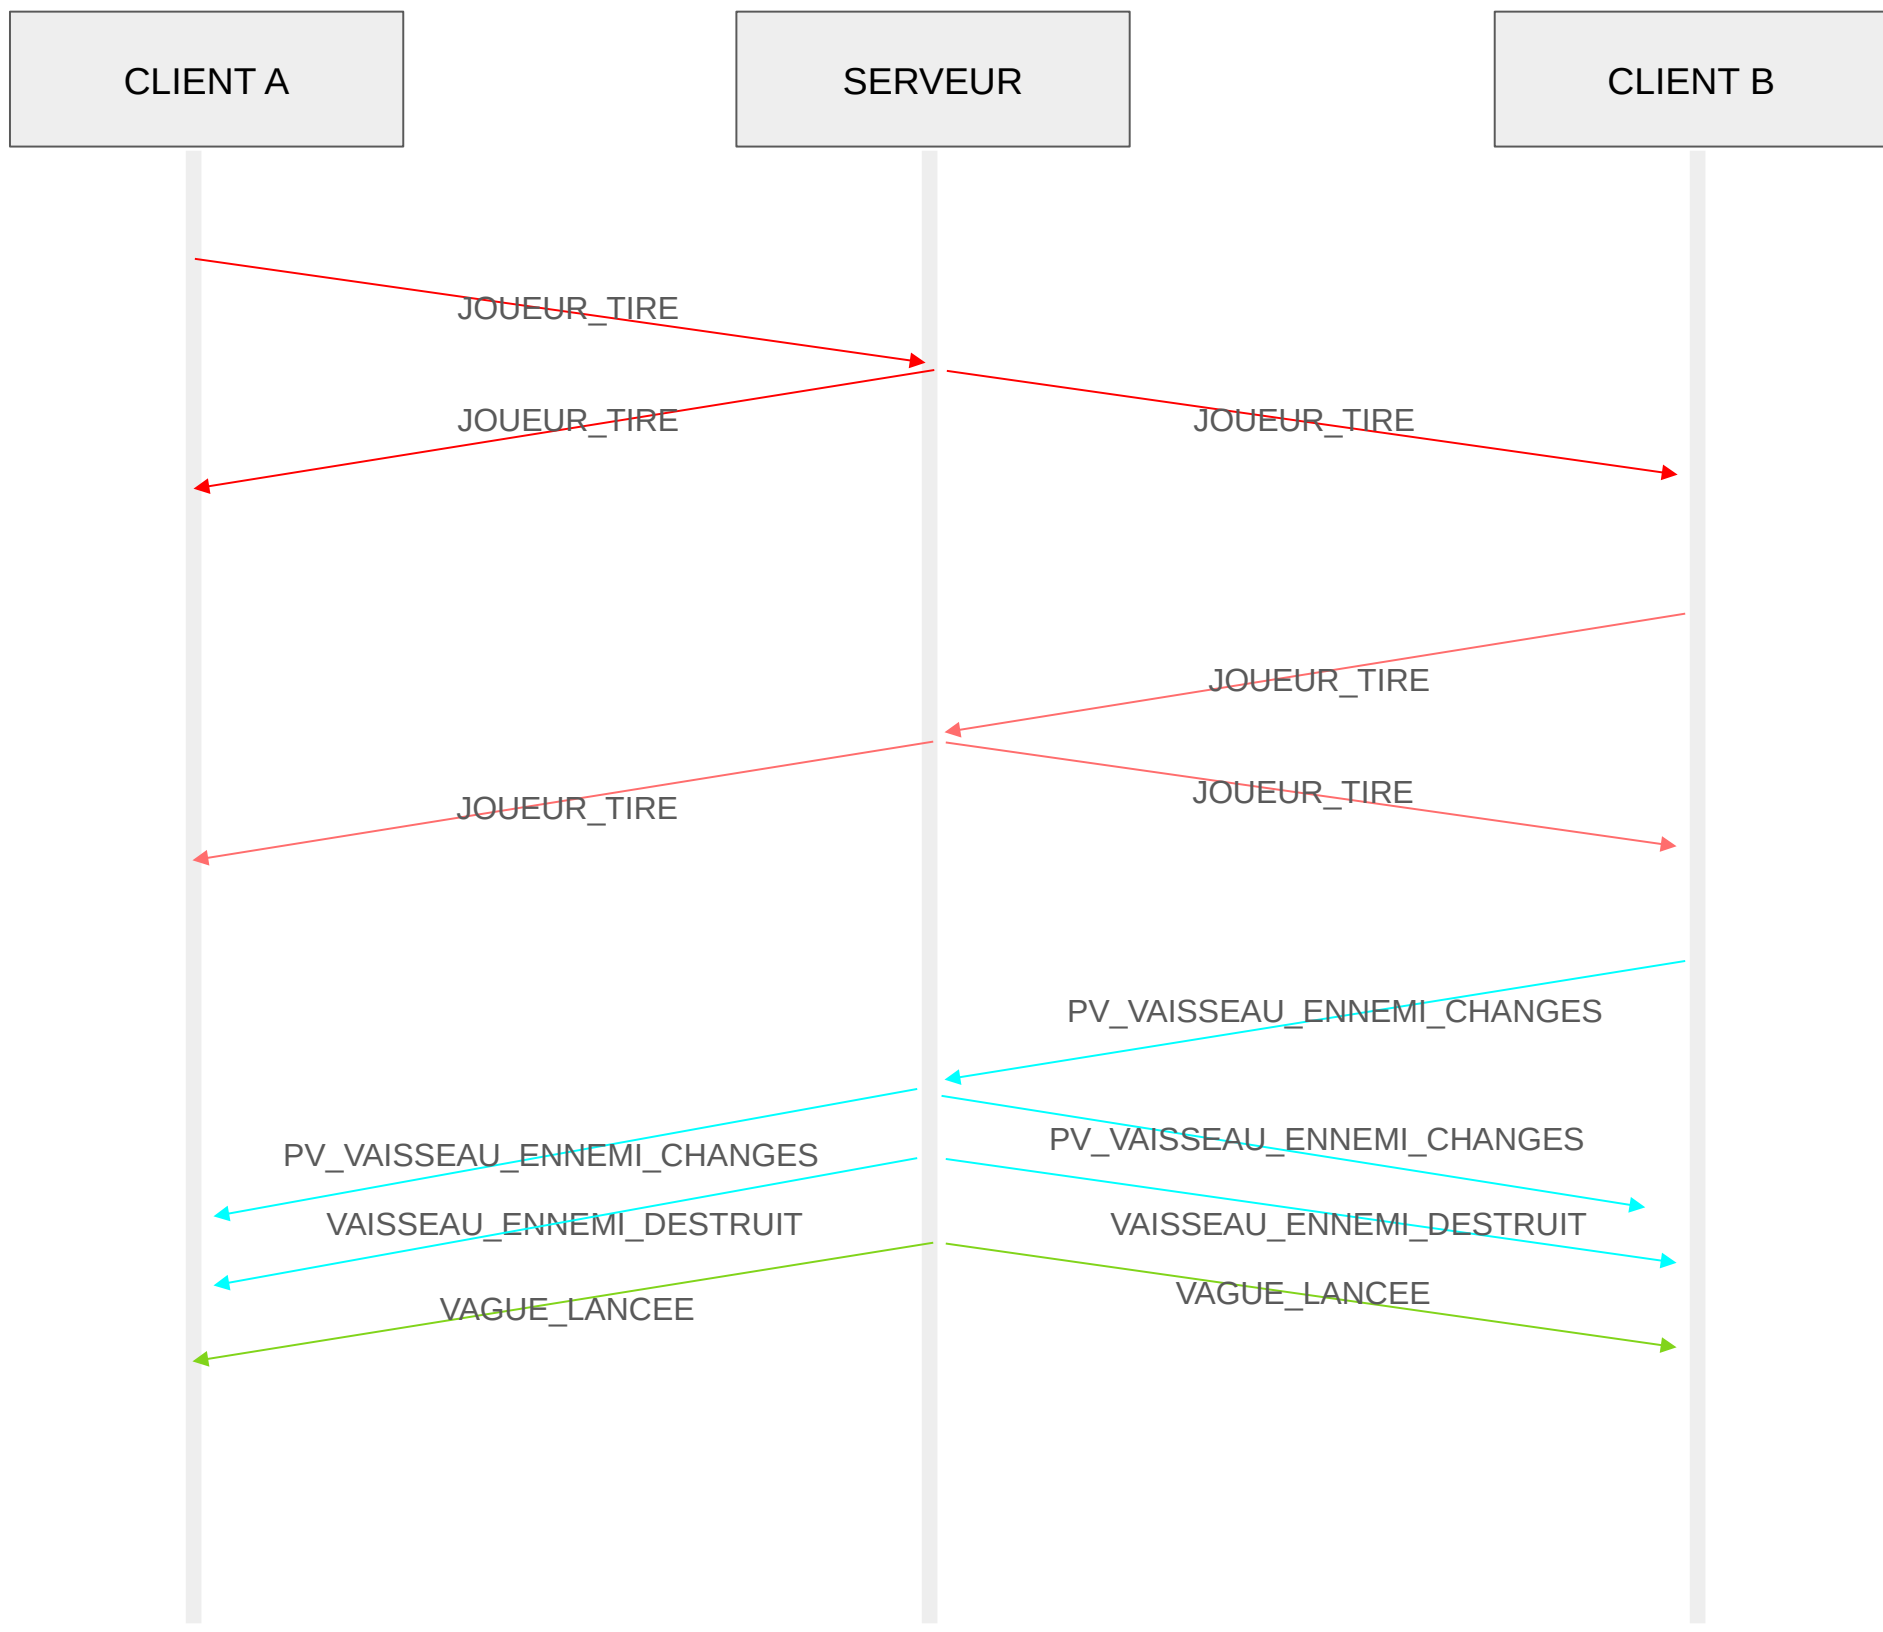 CLIENT A
SERVEUR
CLIENT B
JOUEUR_TIRE
JOUEUR_TIRE
JOUEUR_TIRE
JOUEUR_TIRE
JOUEUR_TIRE
JOUEUR_TIRE
PV_VAISSEAU_ENNEMI_CHANGES
PV_VAISSEAU_ENNEMI_CHANGES
PV_VAISSEAU_ENNEMI_CHANGES
VAISSEAU_ENNEMI_DESTRUIT
VAISSEAU_ENNEMI_DESTRUIT
VAGUE_LANCEE
VAGUE_LANCEE